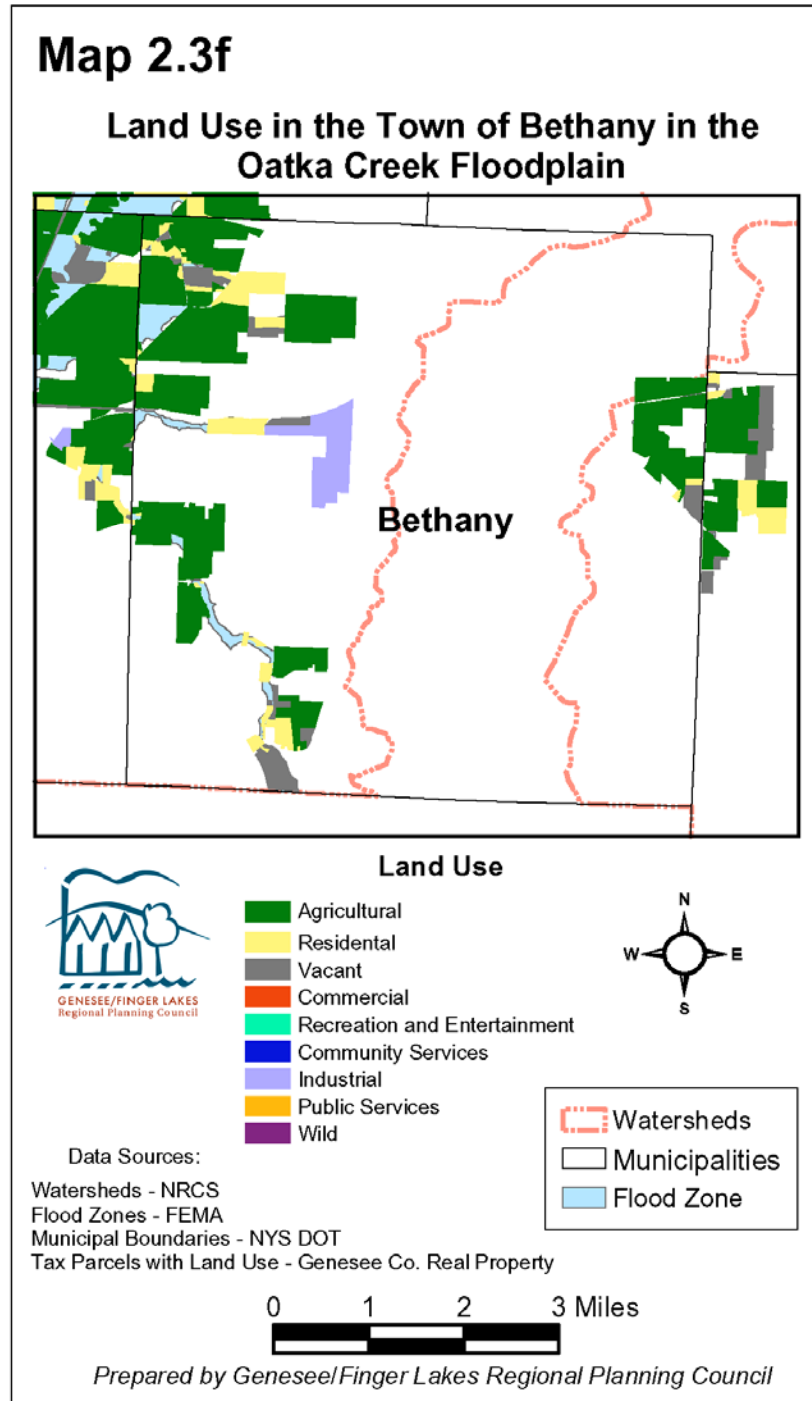 Map 2.3f
Land Use in the Town of Bethany in the
Oatka Creek Floodplain
Bethany
Land Use
Agricultural
Residental
Vacant
Commercial
Recreation and Entertainment
Community Services
Industrial
Public Services
Wild
GENESEE/FINGER LAKES
Regional Planning Council
N
W
E
S
Watersheds
Municipalities
Flood Zone
Data Sources:
Watersheds - NRCS
Flood Zones - FEMA
Municipal Boundaries - NYS DOT
Tax Parcels with Land Use - Genesee Co. Real Property
0 1 2 3 Miles
Prepared by Genesee/Finger Lakes Regional Planning Council